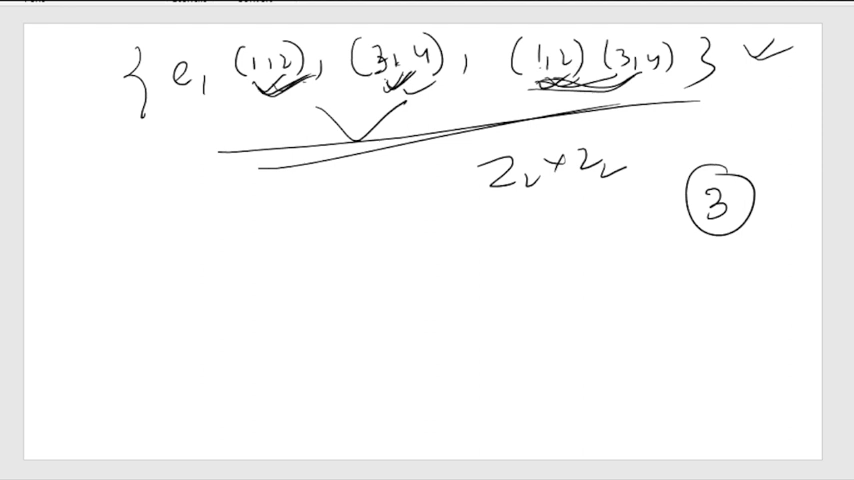 { e, (1,2), (3,4), (1,2) (3,4) }
Z₂ × Z₂
3